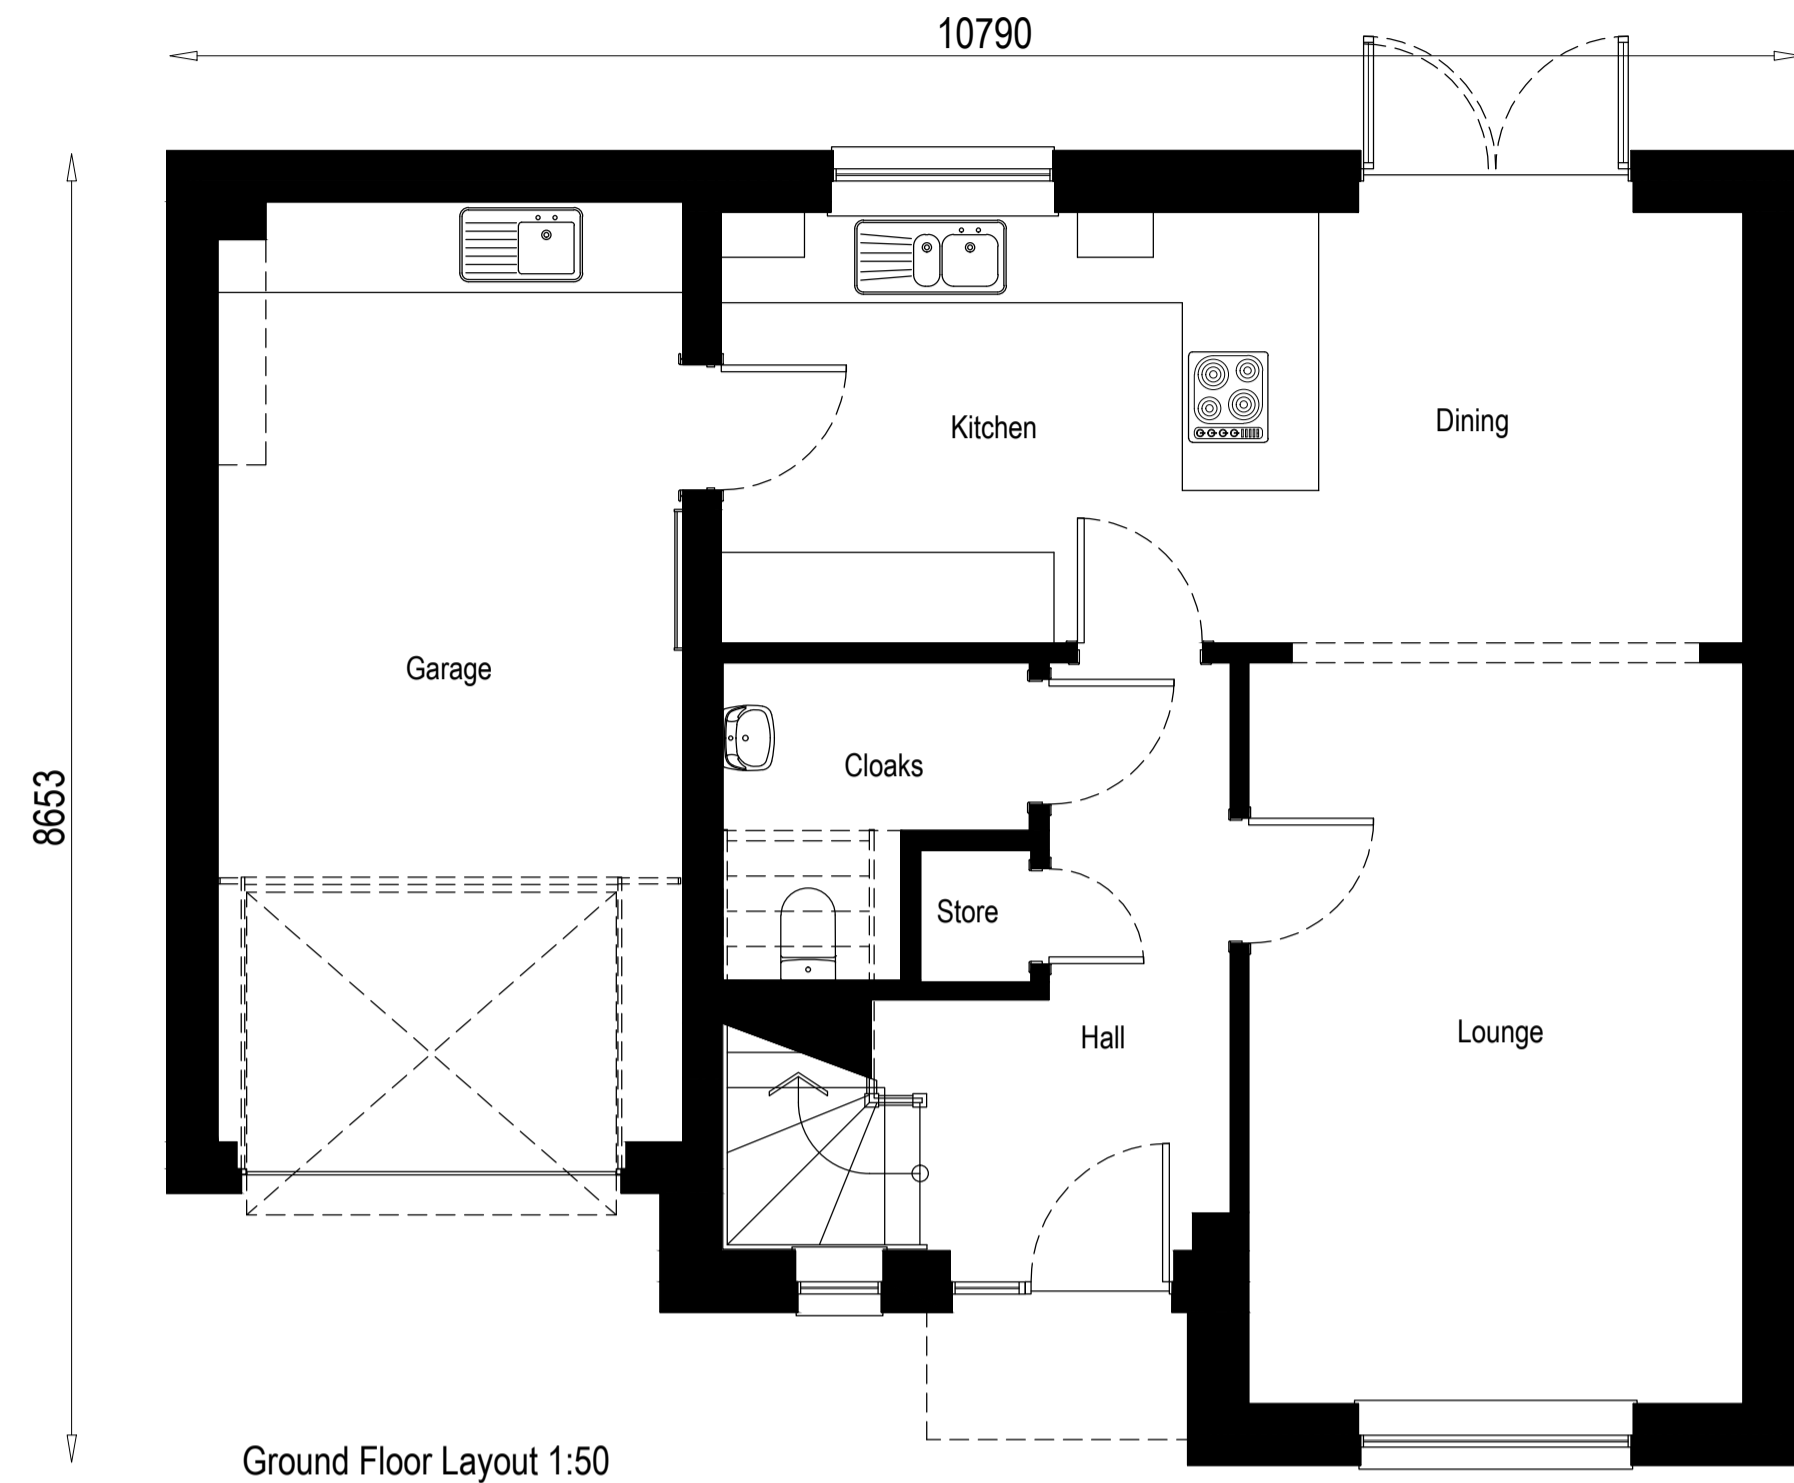 10790
Kitchen
Dining
Garage
Cloaks
8653
Store
Hall
Lounge
Ground Floor Layout 1:50